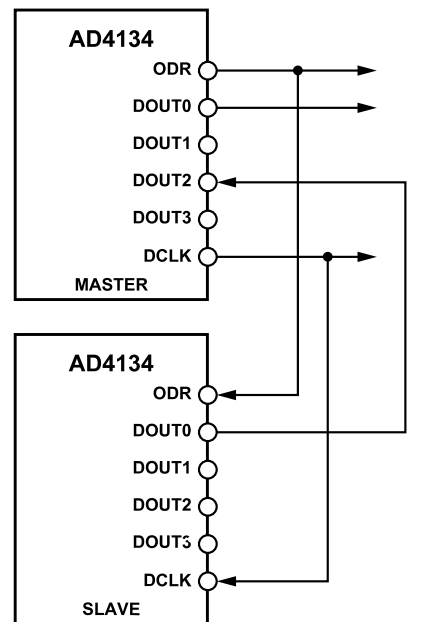 AD4134
ODR
DOUT0
DOUT1
DOUT2
DOUT3
DCLK
MASTER
AD4134
ODR
DOUT0
DOUT1
DOUT2
DOUT3
DCLK
SLAVE